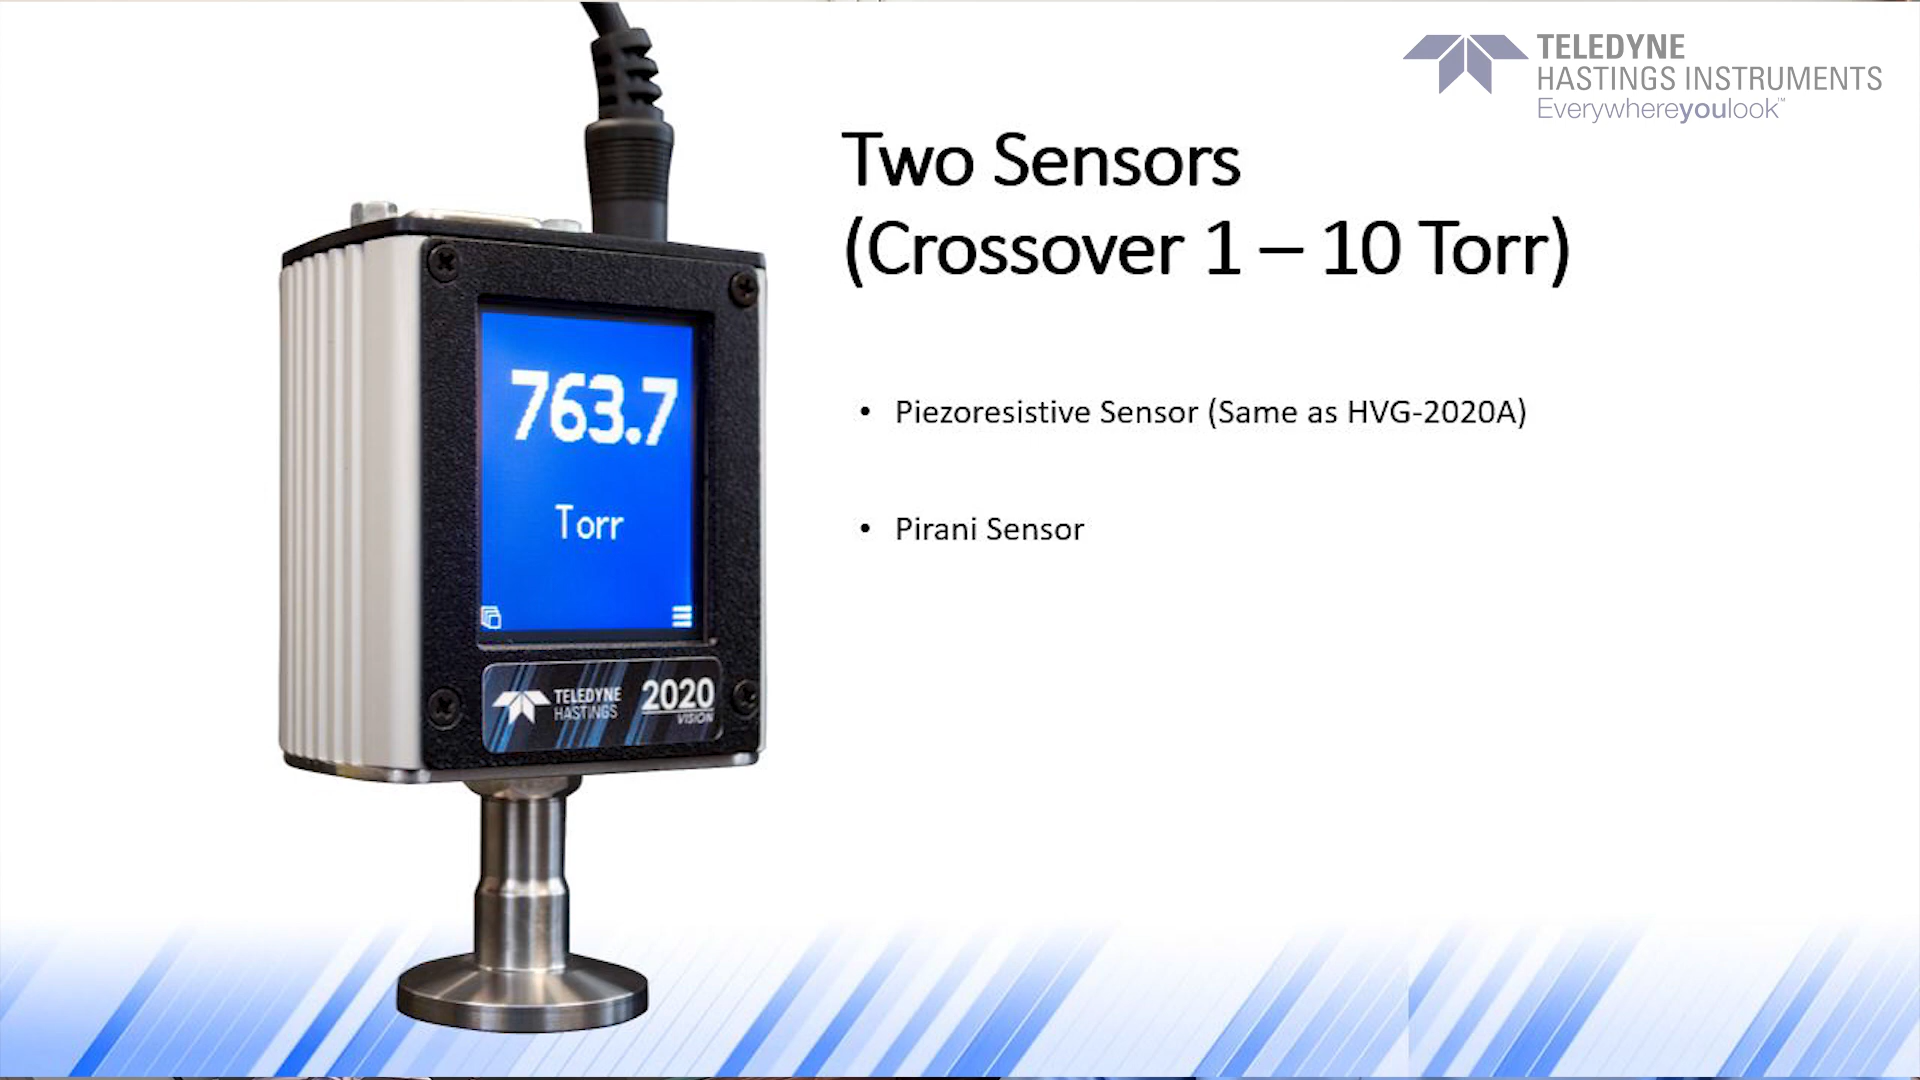 TELEDYNE
HASTINGS INSTRUMENTS
Everywhereyoulook™
Two Sensors
(Crossover 1 – 10 Torr)
• Piezoresistive Sensor (Same as HVG-2020A)
• Pirani Sensor
763.7
Torr
TELEDYNE
HASTINGS
2020
VISION